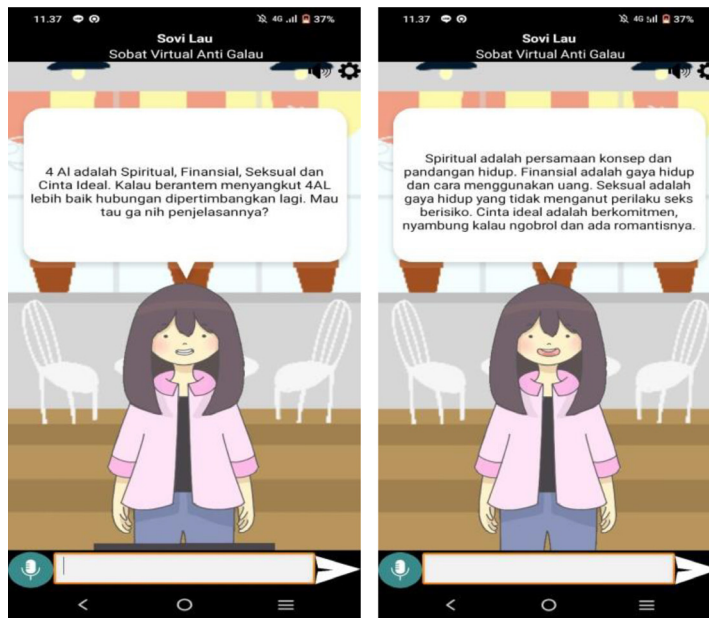 11.37
4G
37%
Sovi Lau
Sobat Virtual Anti Galau
4 Al adalah Spiritual, Finansial, Seksual dan
Cinta Ideal. Kalau berantem menyangkut 4AL
lebih baik hubungan dipertimbangkan lagi. Mau
tau ga nih penjelasannya?
11.37
4G
37%
Sovi Lau
Sobat Virtual Anti Galau
Spiritual adalah persamaan konsep dan
pandangan hidup. Finansial adalah gaya hidup
dan cara menggunakan uang. Seksual adalah
gaya hidup yang tidak menganut perilaku seks
berisiko. Cinta ideal adalah berkomitmen,
nyambung kalau ngobrol dan ada romantisnya.